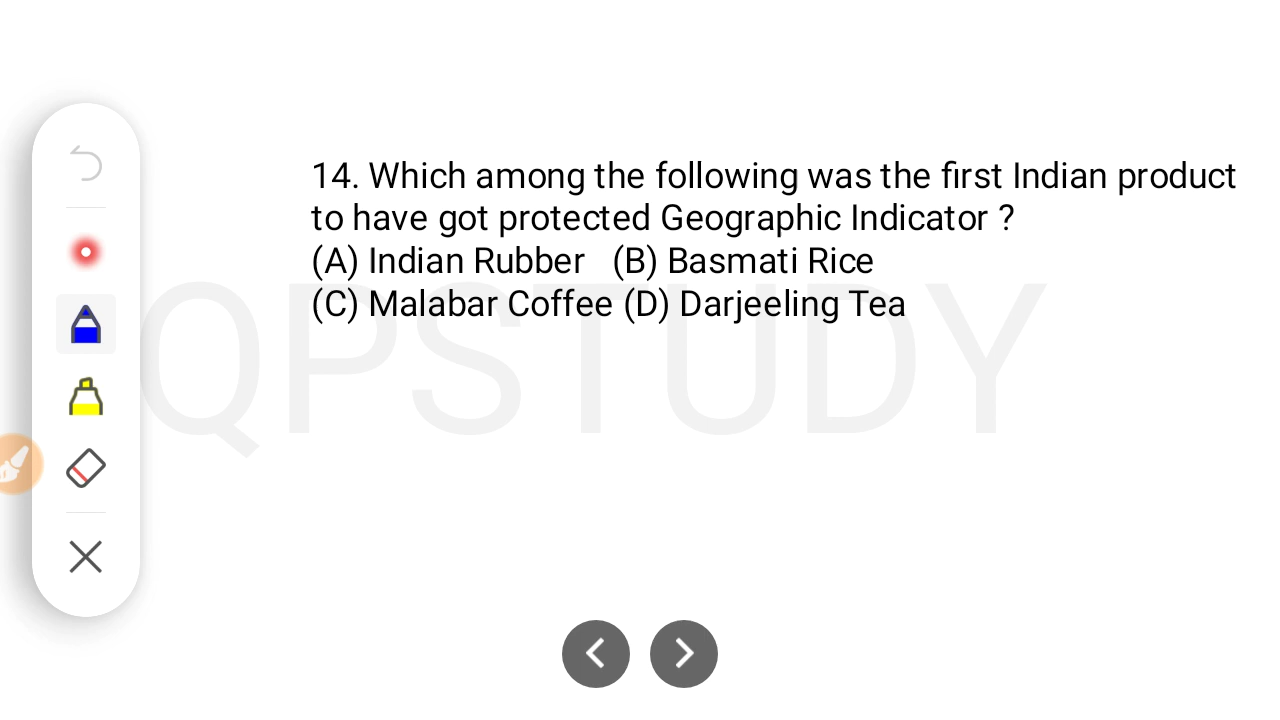 14. Which among the following was the first Indian product
to have got protected Geographic Indicator ?
(A) Indian Rubber   (B) Basmati Rice
(C) Malabar Coffee (D) Darjeeling Tea
QPSTUDY